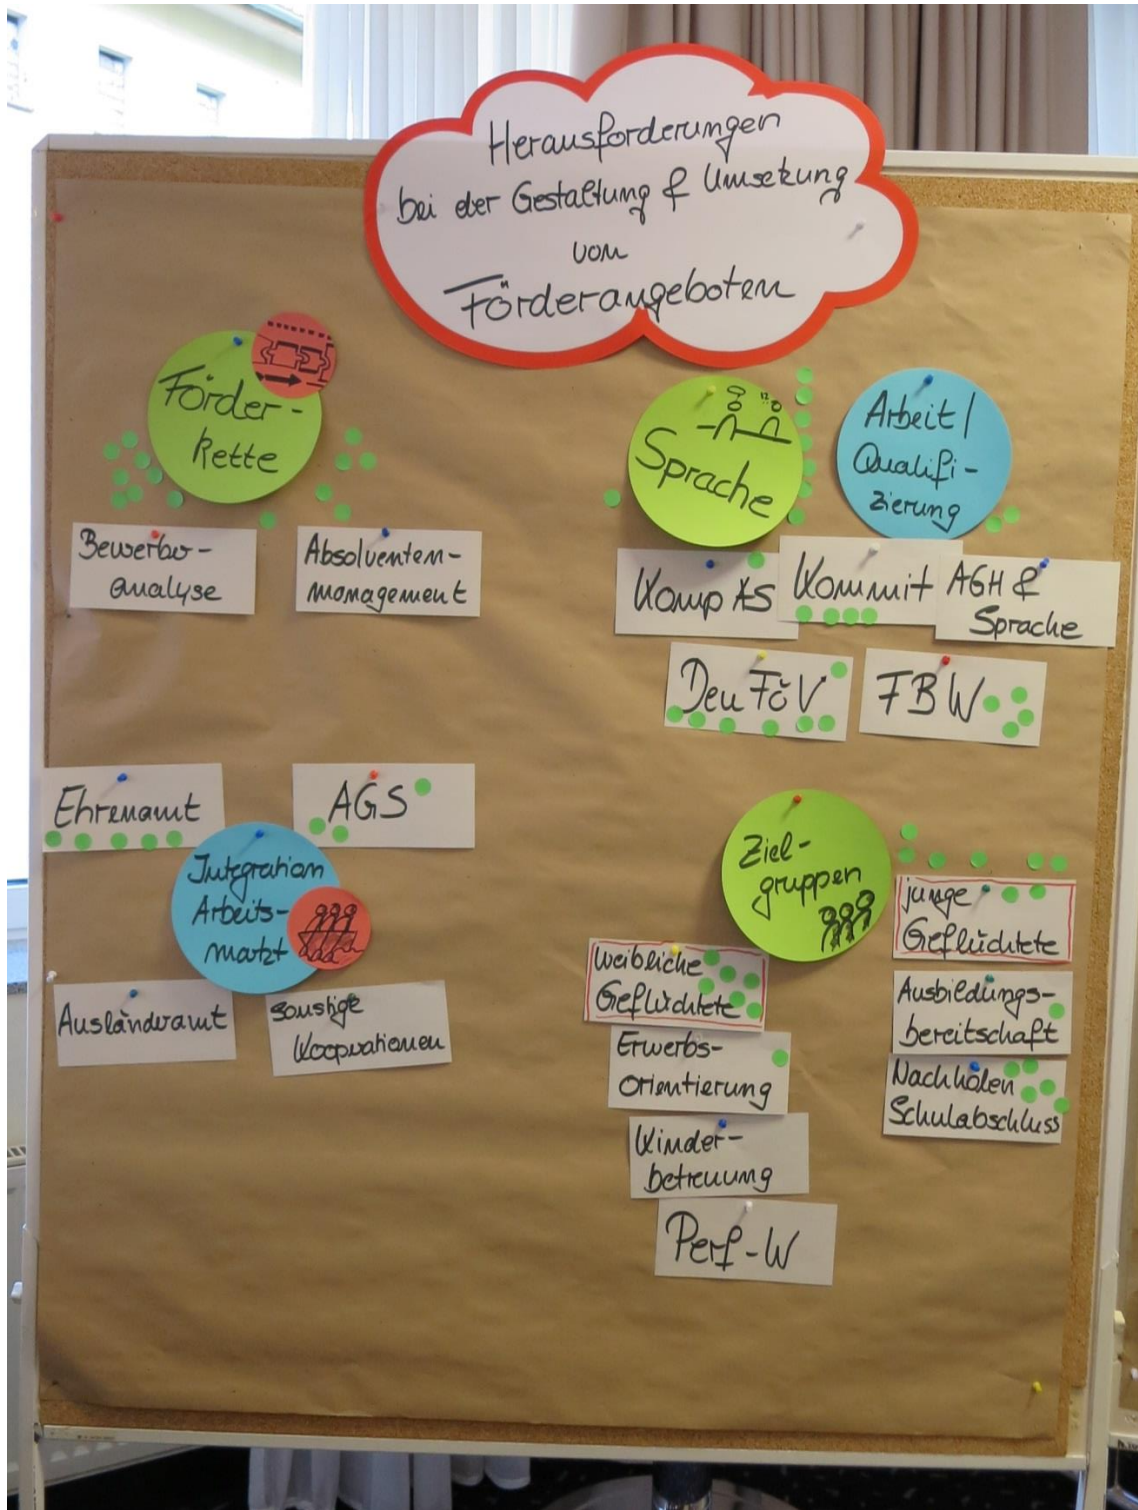 Herausforderungen
bei der Gestaltung & Umsetzung
von
Förderangeboten
Förder-
kette
Bewerber-
analyse
Absolventen-
management
Sprache
Arbeit/
Qualifi-
zierung
KompAS
Kommit
AGH &
Sprache
DeuFöV
FBW
Ehrenamt
AGS
Integration
Arbeits-
markt
Ausländeramt
sonstige
Kooperationen
Ziel-
gruppen
weibliche
Geflüchtete
Erwerbs-
orientierung
Kinder-
betreuung
Perf-W
junge
Geflüchtete
Ausbildungs-
bereitschaft
Nachholen
Schulabschluss